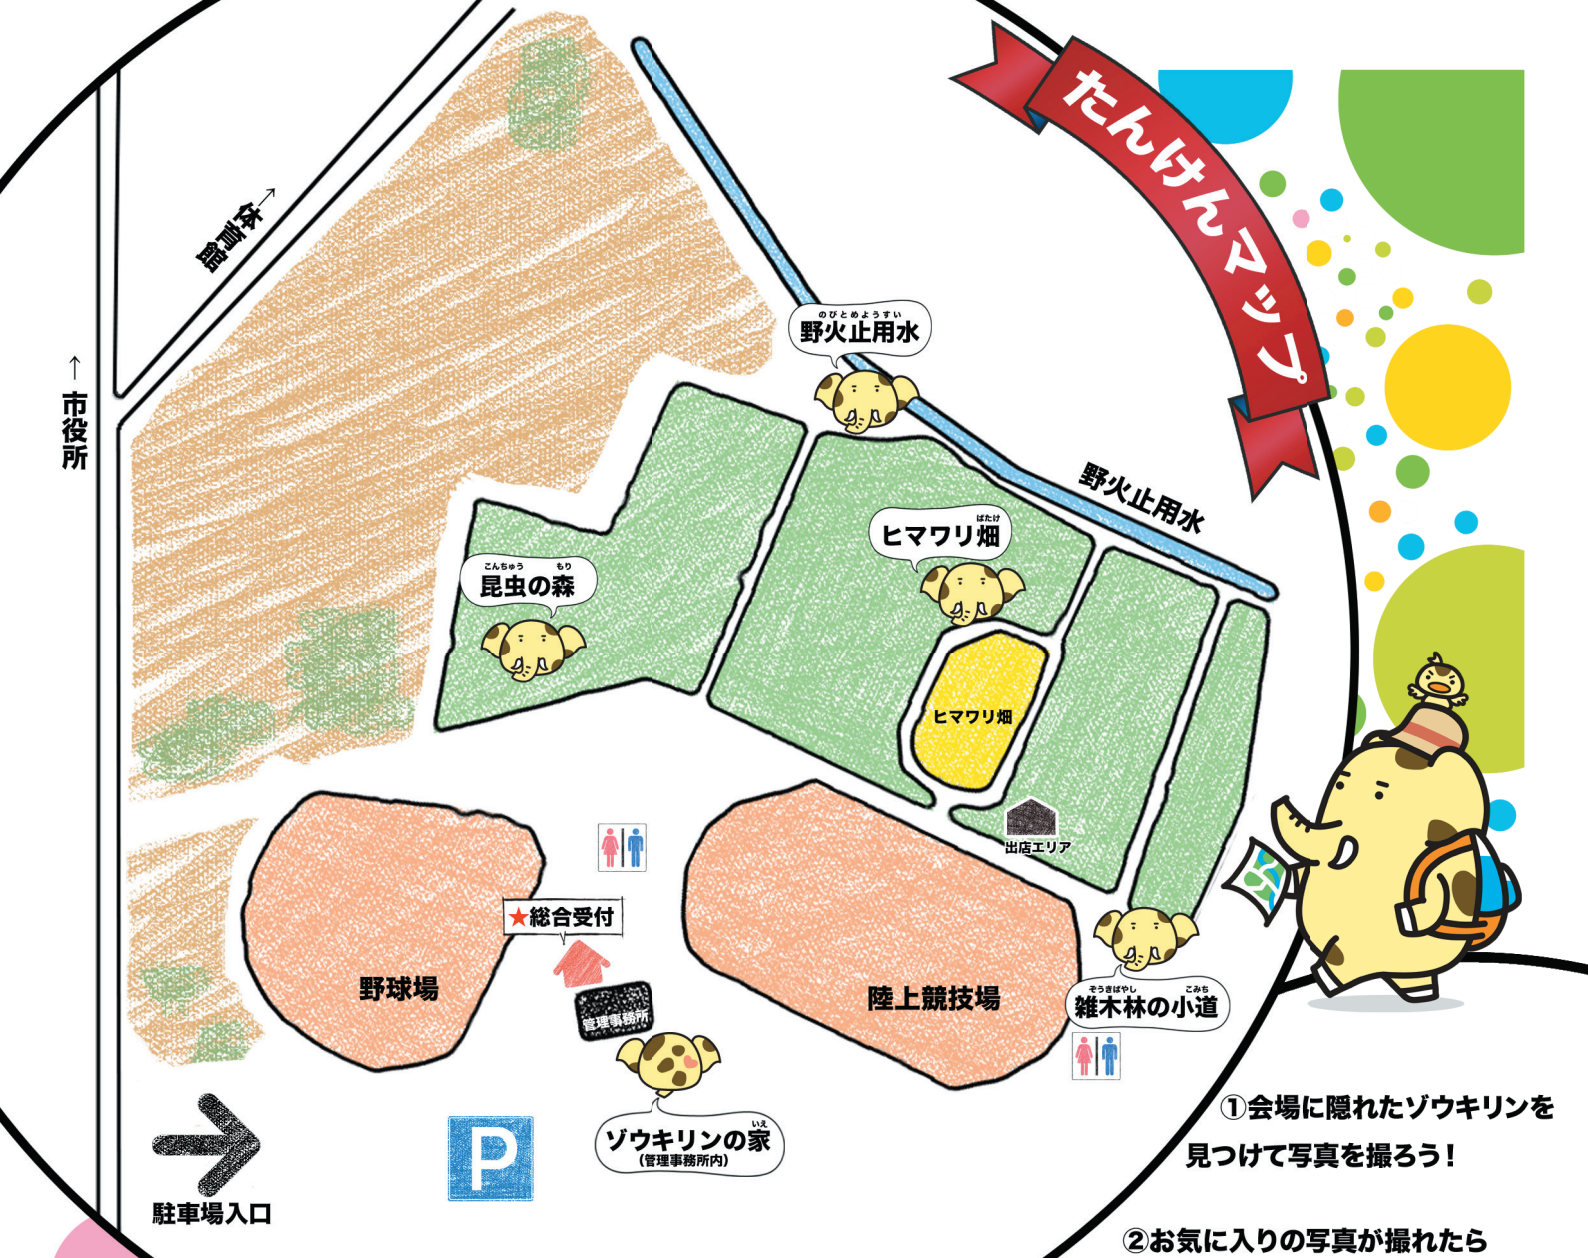 たんけんマップ
→体育館
↑市役所
のびとめようすい
野火止用水
野火止用水
ばたけ
ヒマワリ畑
こんちゅう もり
昆虫の森
ヒマワリ畑
出店エリア
★総合受付
管理事務所
野球場
陸上競技場
ぞうきばやし こみち
雑木林の小道
いえ
ゾウキリンの家
(管理事務所内)
P
駐車場入口
①会場に隠れたゾウキリンを
見つけて写真を撮ろう!
②お気に入りの写真が撮れたら